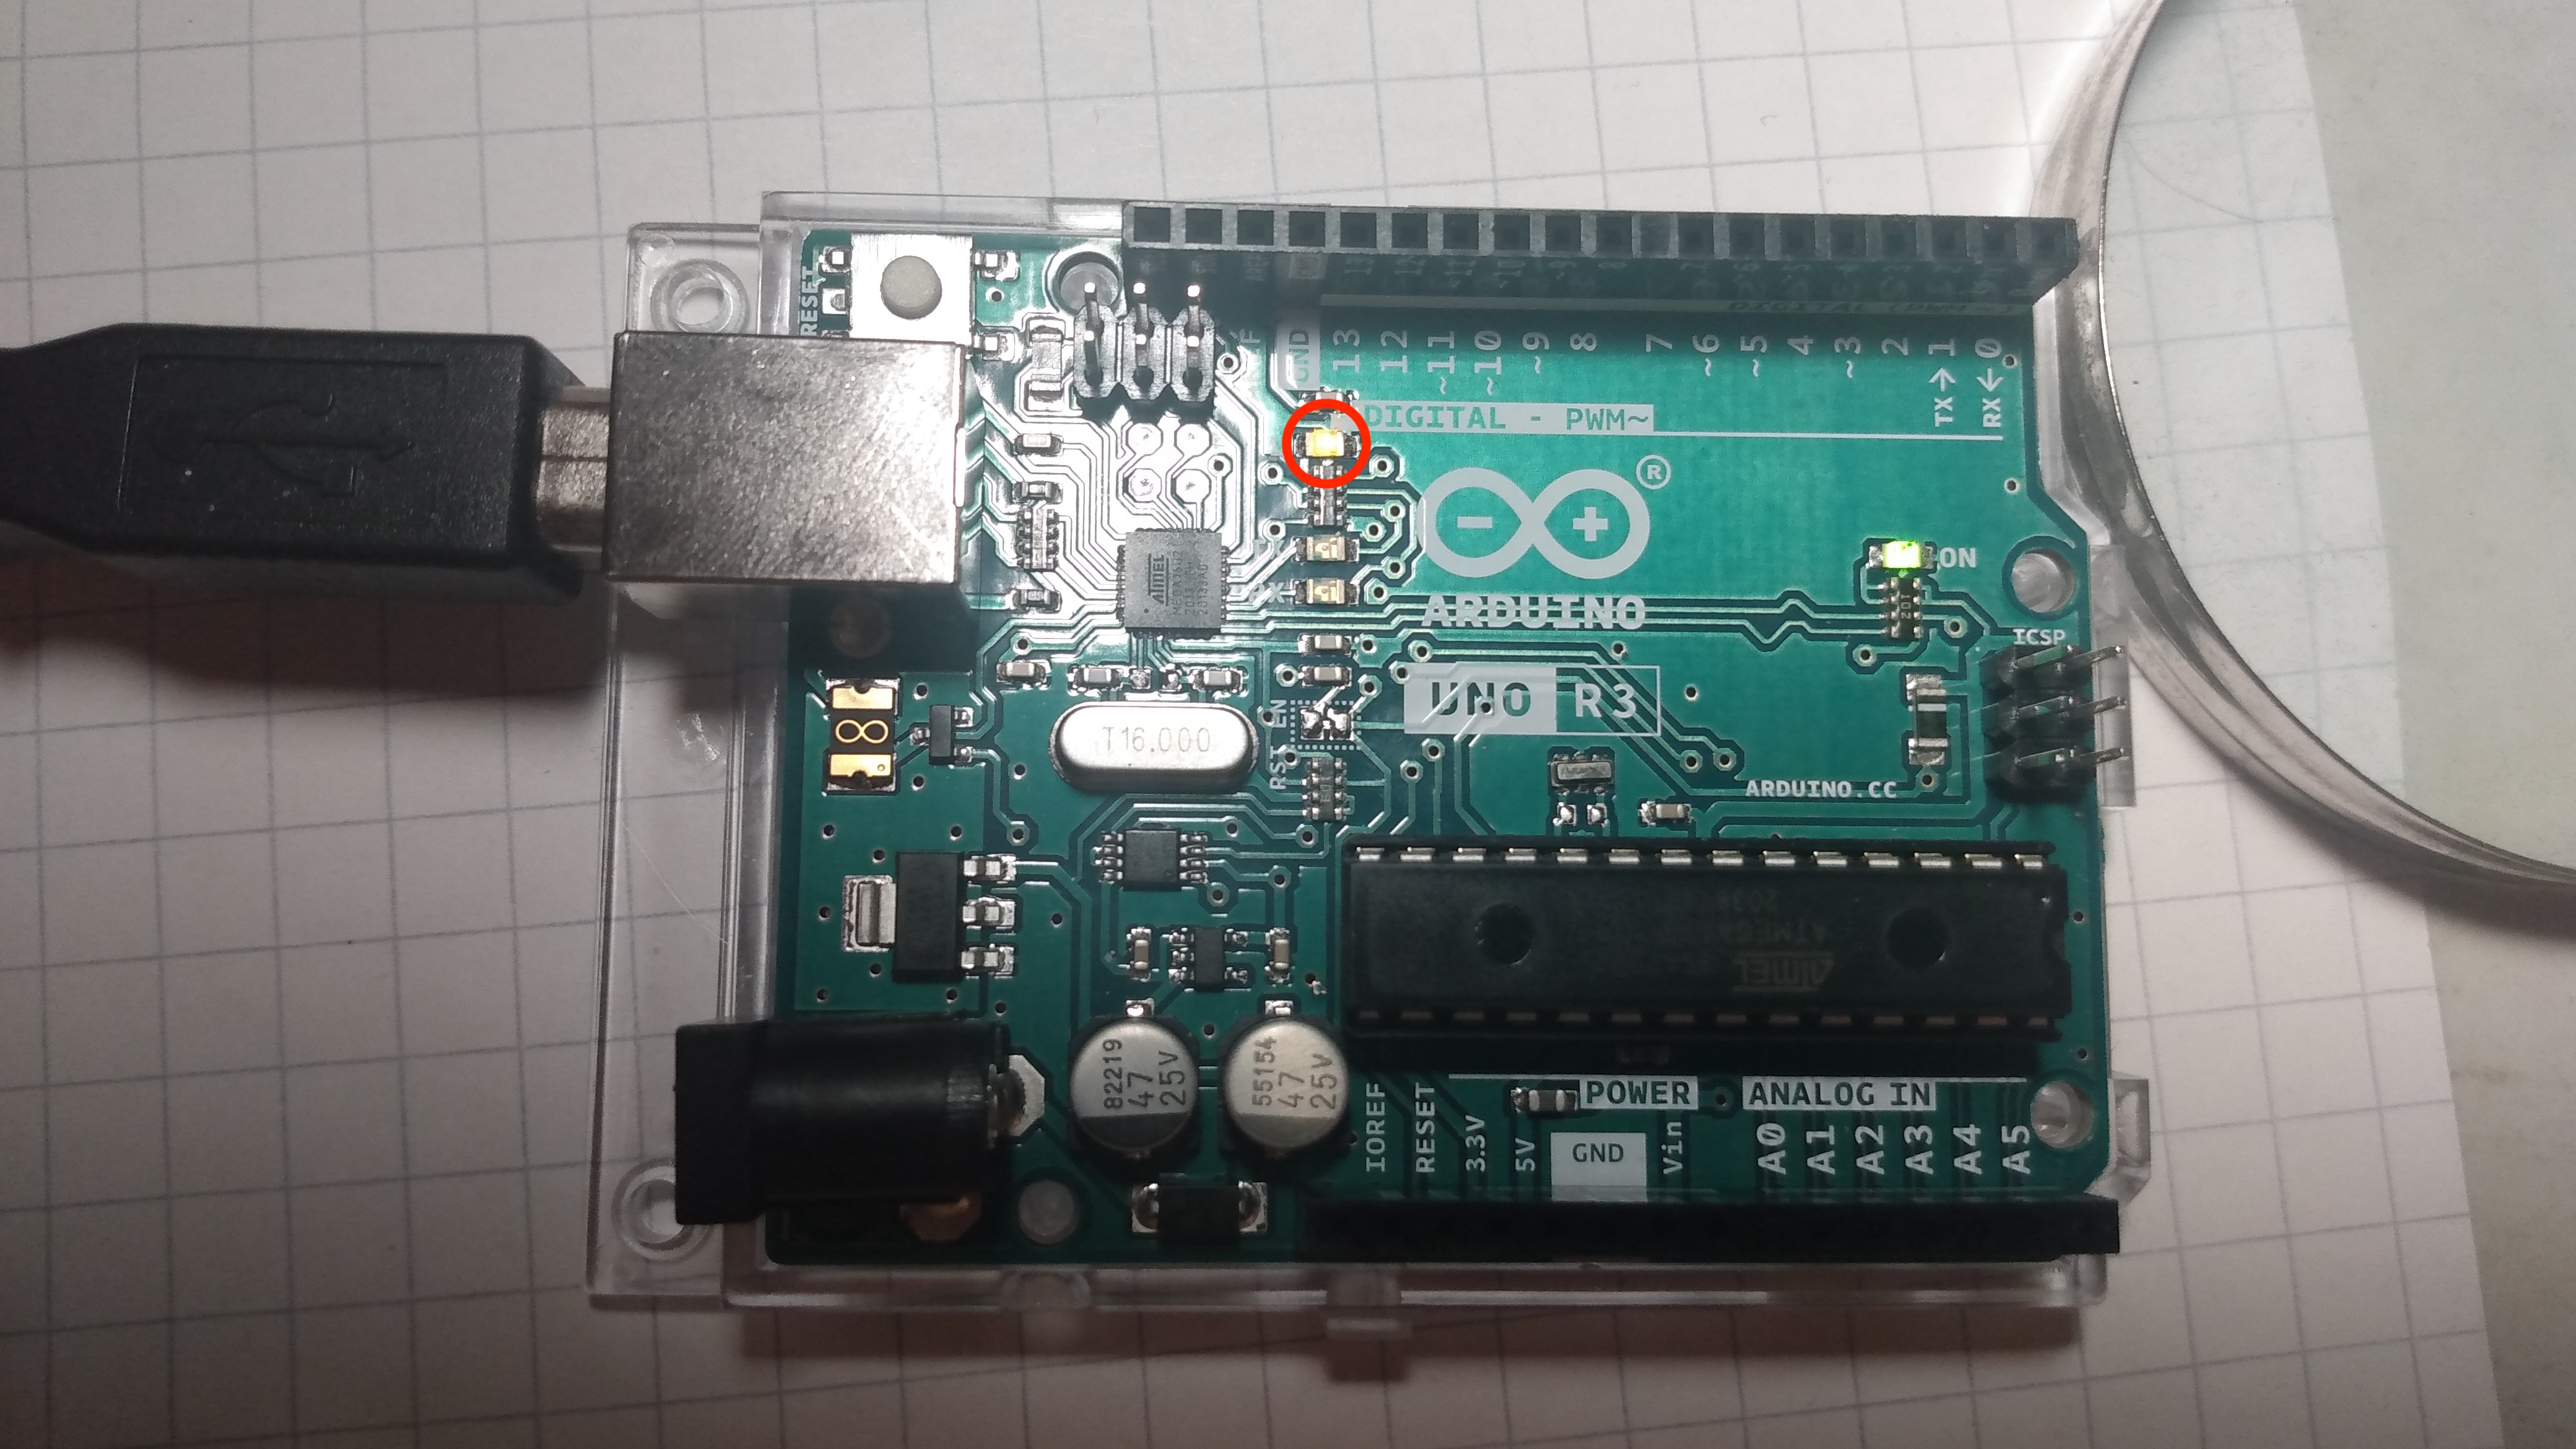 RESET
GND
13
12
~11
~10
~9
8
7
~6
~5
4
~3
2
TX→1
RX←0
DIGITAL - PWM~
®
- +
ON
ARDUINO
ICSP
UNO R3
ATMEL
T16.000
RST EN
ARDUINO.CC
ATMEL
82219
47
25V
55154
47
25V
POWER
ANALOG IN
IOREF
RESET
3.3V
5V
GND
Vin
A0
A1
A2
A3
A4
A5